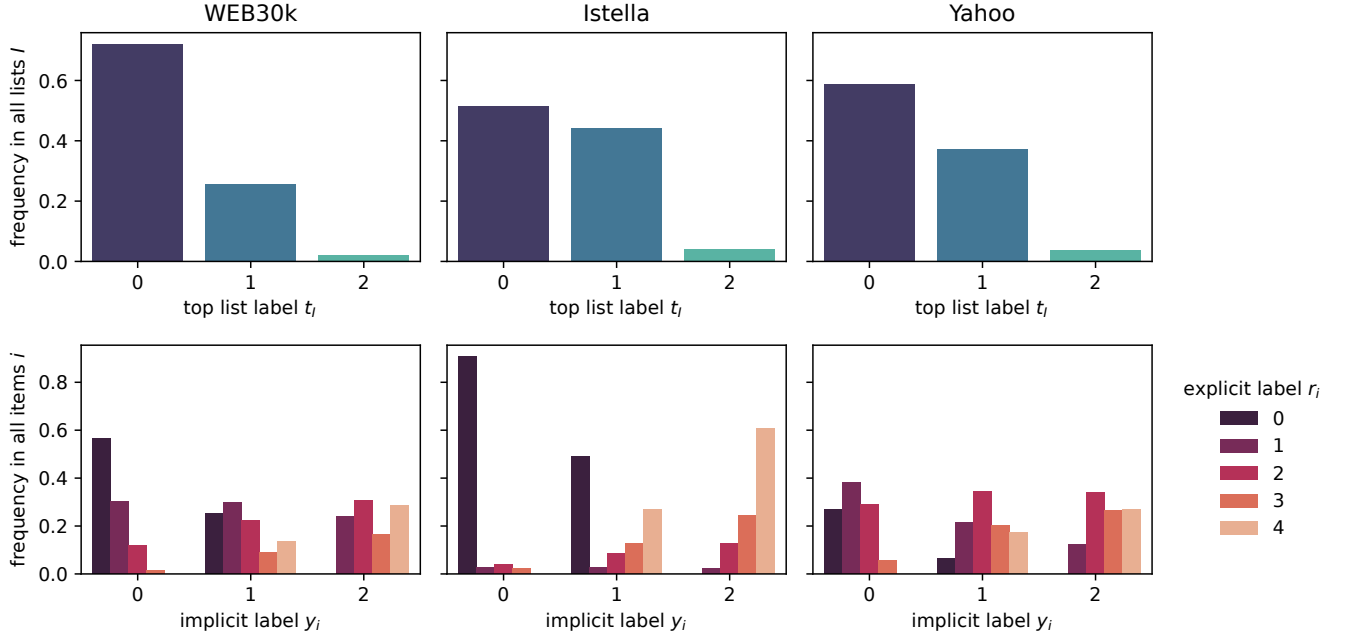 WEB30k
Istella
Yahoo
frequency in all lists l
0.6
0.4
0.2
0.0
0 1 2
0 1 2
0 1 2
top list label t_l
top list label t_l
top list label t_l
frequency in all items i
0.8
0.6
0.4
0.2
0.0
0 1 2
0 1 2
0 1 2
implicit label y_i
implicit label y_i
implicit label y_i
explicit label r_i
0
1
2
3
4